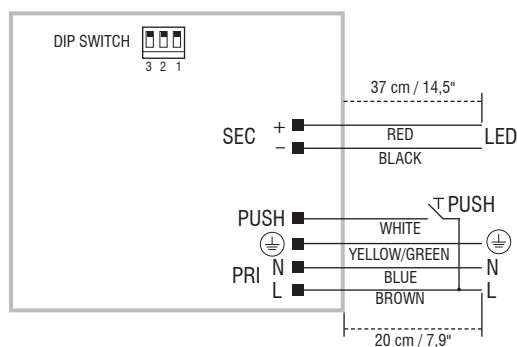 DIP SWITCH
3 2 1
37 cm / 14,5"
SEC + RED LED
− BLACK
PUSH WHITE PUSH
YELLOW/GREEN
PRI N BLUE N
L BROWN L
20 cm / 7,9"